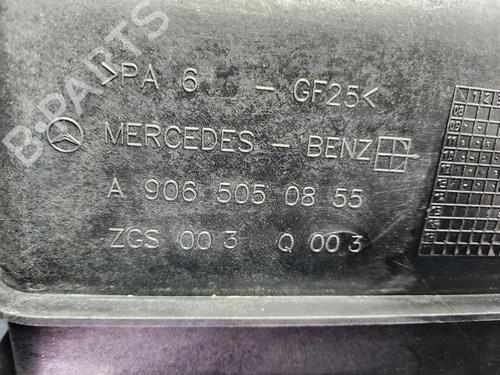 >PA 6 - GF25<
MERCEDES - BENZ
A 906 505 08 55
ZGS 003 Q 003
B-PARTS